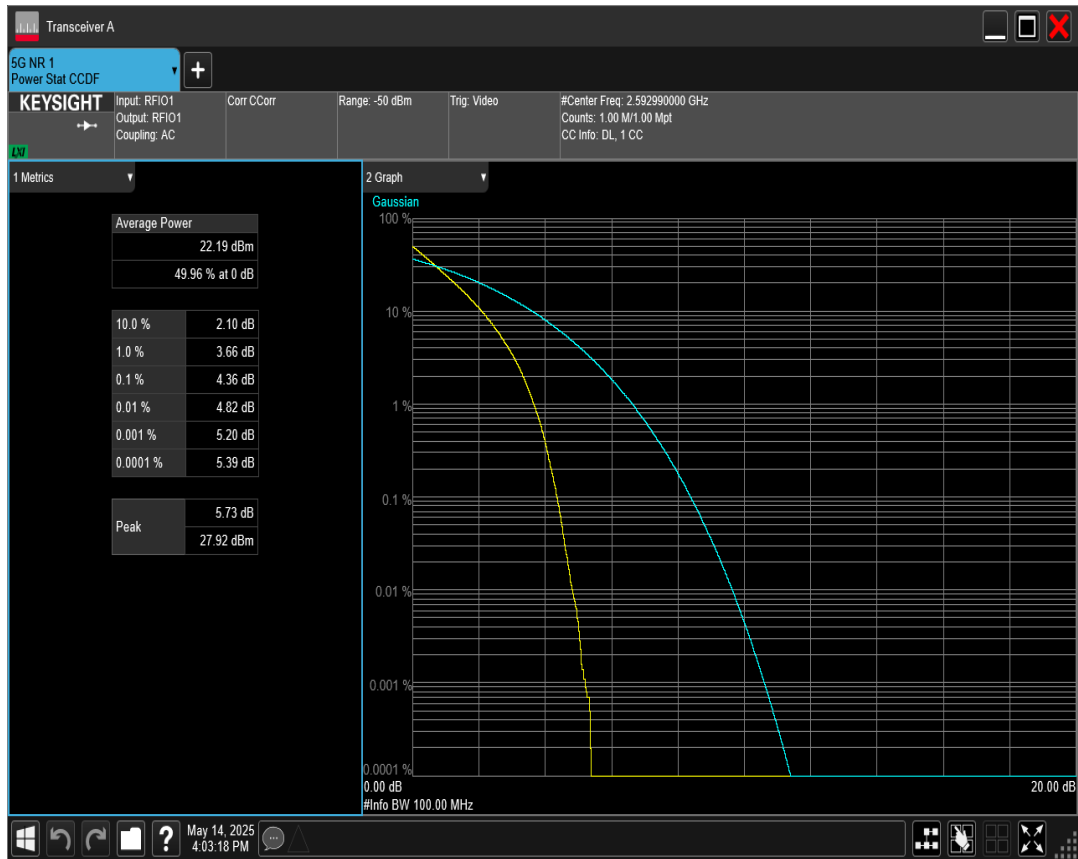 Transceiver A
5G NR 1
Power Stat CCDF
KEYSIGHT
LXI
Input: RFIO1
Output: RFIO1
Coupling: AC
Corr CCorr
Range: -50 dBm
Trig: Video
#Center Freq: 2.592990000 GHz
Counts: 1.00 M/1.00 Mpt
CC Info: DL, 1 CC
1 Metrics
Average Power
22.19 dBm
49.96 % at 0 dB
10.0 % 2.10 dB
1.0 % 3.66 dB
0.1 % 4.36 dB
0.01 % 4.82 dB
0.001 % 5.20 dB
0.0001 % 5.39 dB
Peak 5.73 dB
27.92 dBm
2 Graph
Gaussian
100 %
10 %
1 %
0.1 %
0.01 %
0.001 %
0.0001 %
0.00 dB 20.00 dB
#Info BW 100.00 MHz
?
May 14, 2025
4:03:18 PM